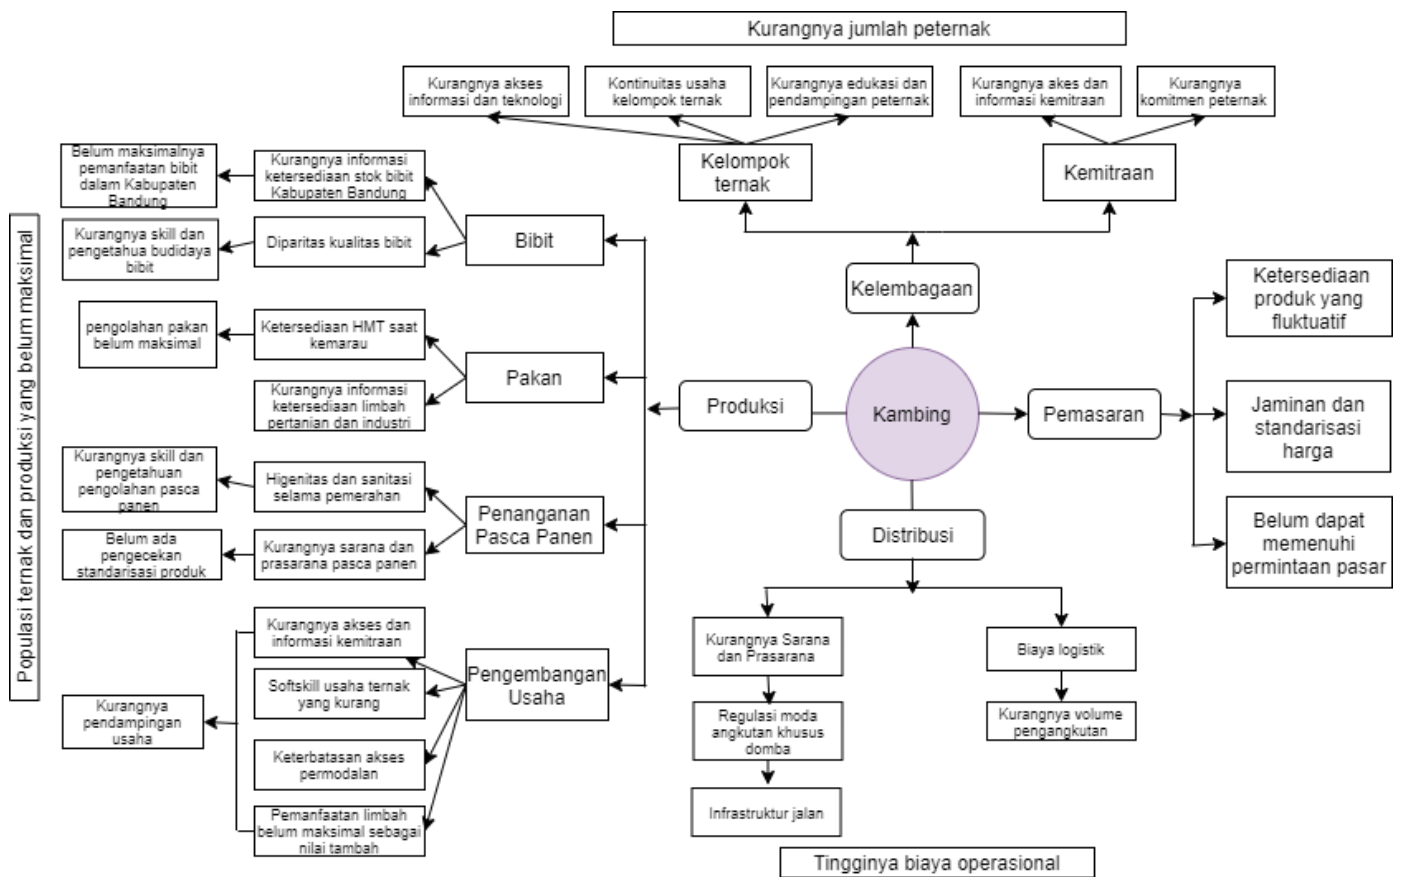 Kurangnya jumlah peternak
Kurangnya akses
informasi dan teknologi
Kontinuitas usaha
kelompok ternak
Kurangnya edukasi dan
pendampingan peternak
Kurangnya akes dan
informasi kemitraan
Kurangnya
komitmen peternak
Kelompok
ternak
Kemitraan
Kelembagaan
Populasi ternak dan produksi yang belum maksimal
Belum maksimalnya
pemanfaatan bibit
dalam Kabupaten
Bandung
Kurangnya informasi
ketersediaan stok bibit
Kabupaten Bandung
Kurangnya skill dan
pengetahua budidaya
bibit
Diparitas kualitas bibit
Bibit
pengolahan pakan
belum maksimal
Ketersediaan HMT saat
kemarau
Kurangnya informasi
ketersediaan limbah
pertanian dan industri
Pakan
Produksi
Kambing
Pemasaran
Ketersediaan
produk yang
fluktuatif
Jaminan dan
standarisasi
harga
Belum dapat
memenuhi
permintaan pasar
Kurangnya skill dan
pengetahuan
pengolahan pasca
panen
Higenitas dan sanitasi
selama pemerahan
Belum ada
pengecekan
standarisasi produk
Kurangnya sarana dan
prasarana pasca panen
Penanganan
Pasca Panen
Distribusi
Kurangnya akses dan
informasi kemitraan
Softskill usaha ternak
yang kurang
Keterbatasan akses
permodalan
Pemanfaatan limbah
belum maksimal sebagai
nilai tambah
Kurangnya
pendampingan
usaha
Pengembangan
Usaha
Kurangnya Sarana
dan Prasarana
Regulasi moda
angkutan khusus
domba
Infrastruktur jalan
Biaya logistik
Kurangnya volume
pengangkutan
Tingginya biaya operasional